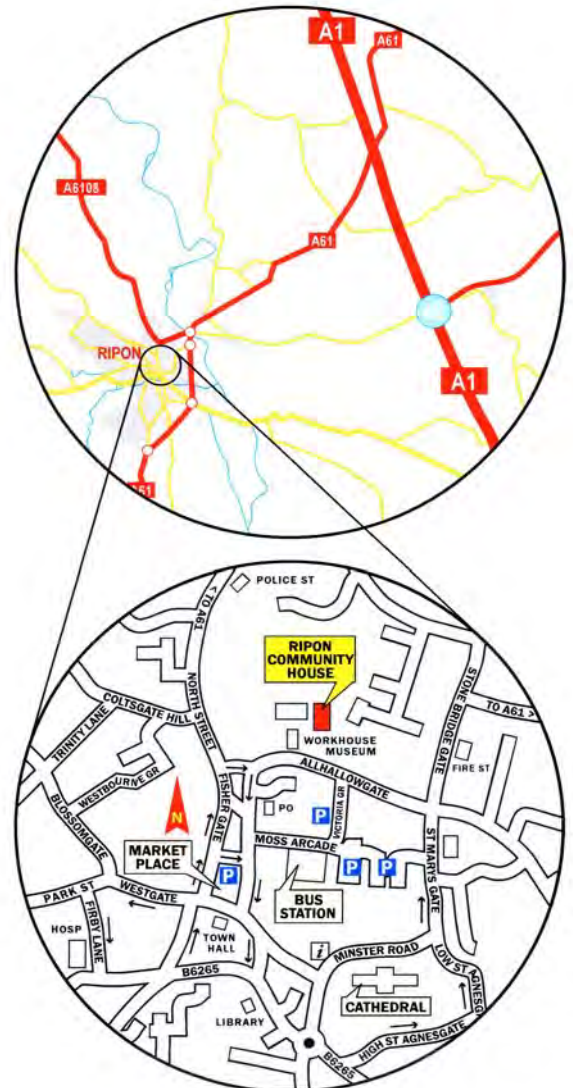 A1
A61
A6108
A61
RIPON
A1
A61
POLICE ST
< TO A61
RIPON
COMMUNITY
HOUSE
STONE BRIDGE GATE
NORTH STREET
COLTSGATE HILL
TO A61 >
TRINITY LANE
WORKHOUSE
MUSEUM
ALLHALLOWGATE
FIRE ST
WESTBOURNE GR
FISHER GATE
BLOSSOMGATE
N
PO
P
VICTORIA GR
MOSS ARCADE
ST MARYS GATE
MARKET
PLACE
P
P
P
BUS
STATION
PARK ST
WESTGATE
FIRBY LANE
HOSP
TOWN
HALL
i
MINSTER ROAD
LOW ST AGNESGATE
B6265
CATHEDRAL
LIBRARY
HIGH ST AGNESGATE
B6265